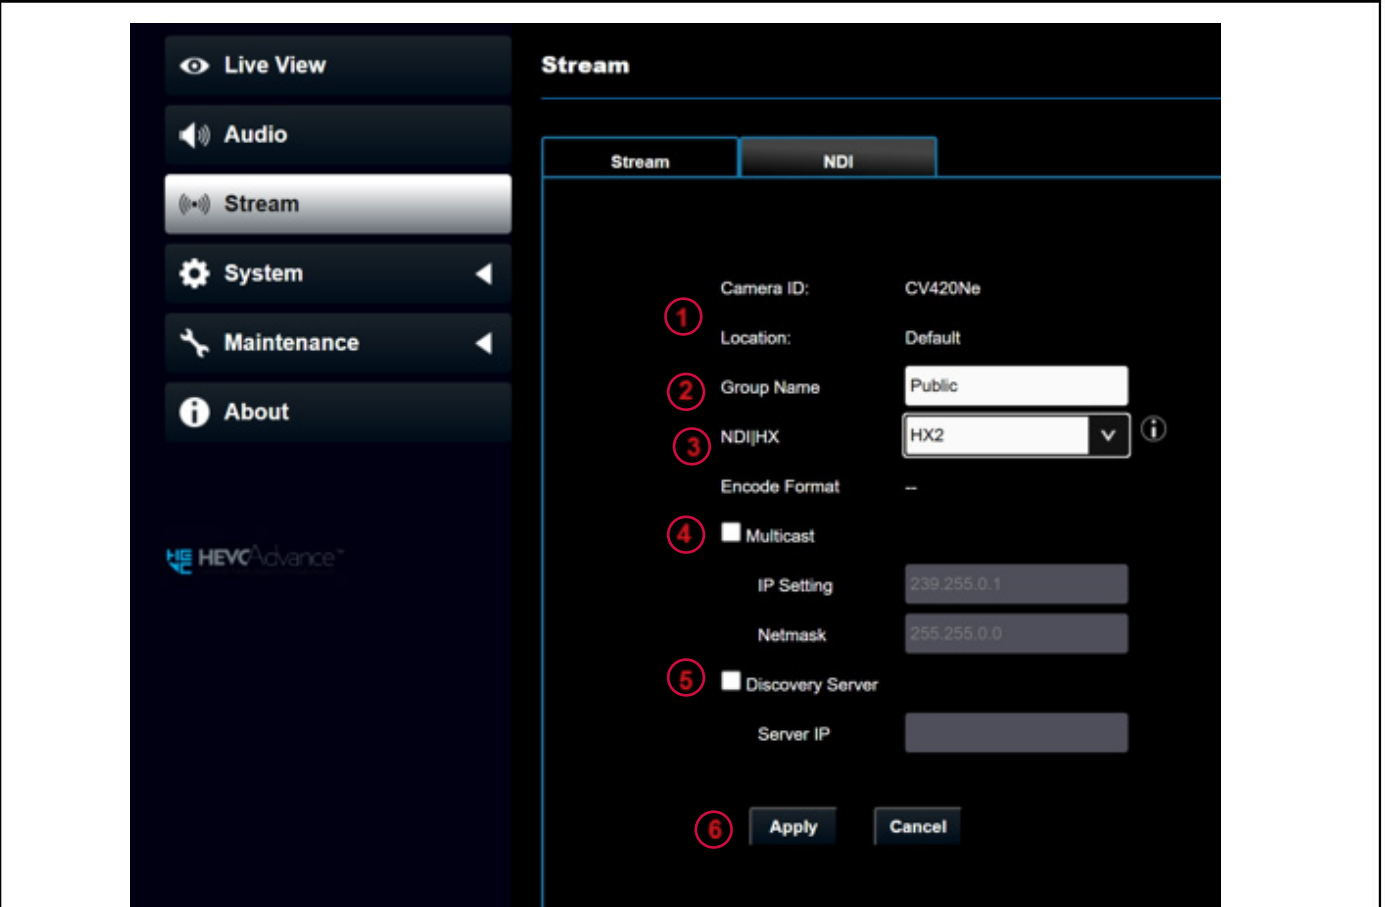 Live View
Audio
Stream
System
Maintenance
About
HEVC Advance™
Stream
Stream NDI
Camera ID: CV420Ne
1
Location: Default
2 Group Name Public
3 NDI|HX HX2
Encode Format --
4 Multicast
IP Setting 239.255.0.1
Netmask 255.255.0.0
5 Discovery Server
Server IP
6 Apply Cancel